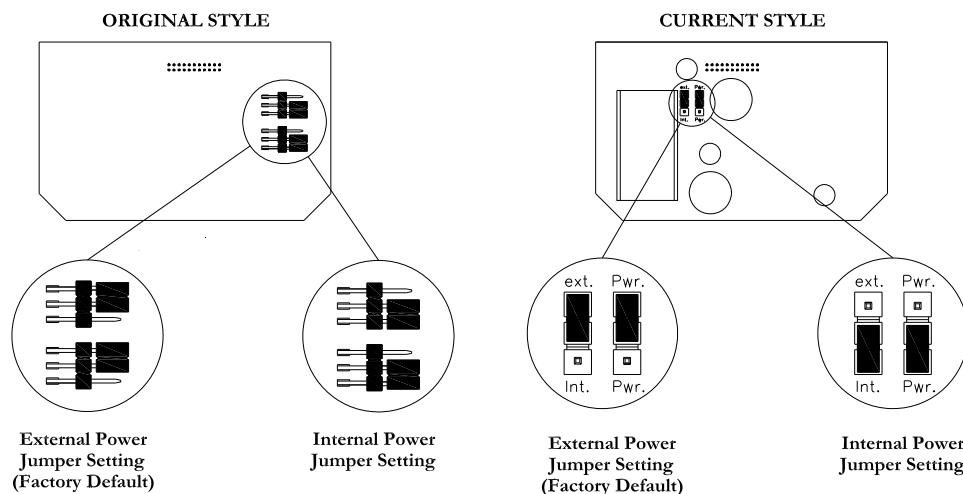 ORIGINAL STYLE
CURRENT STYLE
ext. Pwr.
Int. Pwr.
ext. Pwr.
Int. Pwr.
ext. Pwr.
Int. Pwr.
External Power
Jumper Setting
(Factory Default)
Internal Power
Jumper Setting
External Power
Jumper Setting
(Factory Default)
Internal Power
Jumper Setting